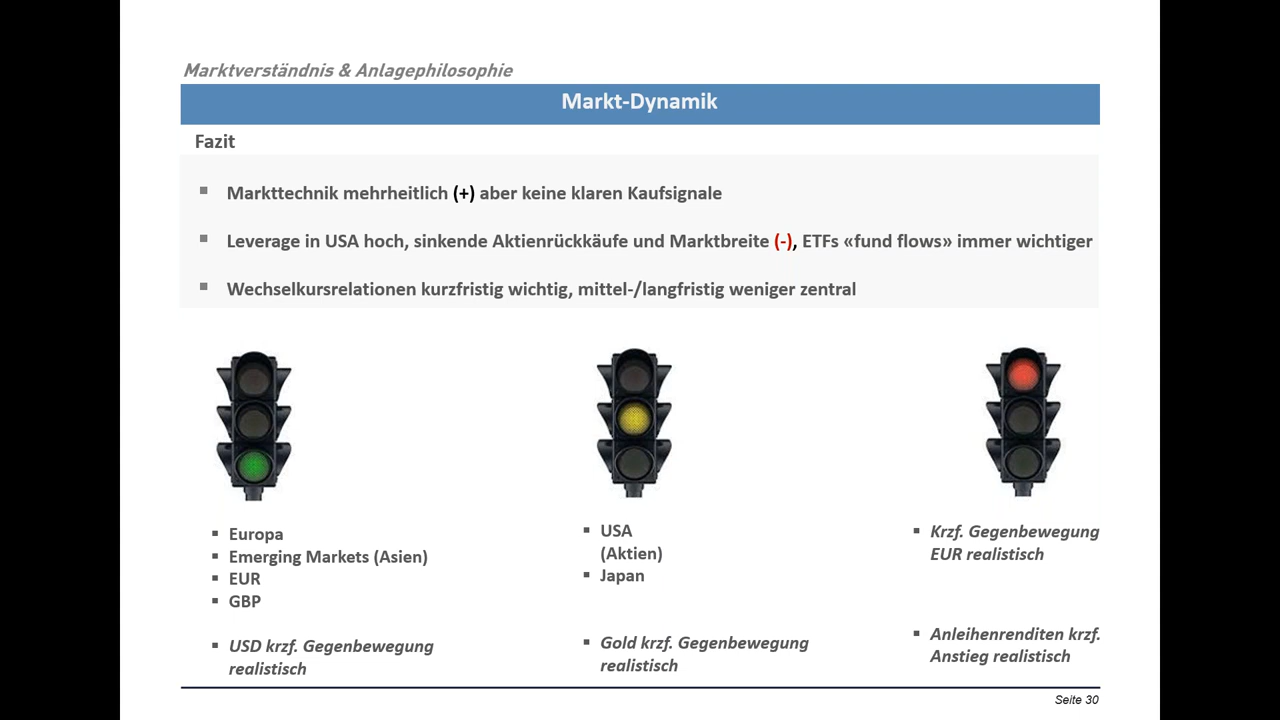 Marktverständnis & Anlagephilosophie
Markt-Dynamik
Fazit
▪ Markttechnik mehrheitlich (+) aber keine klaren Kaufsignale
▪ Leverage in USA hoch, sinkende Aktienrückkäufe und Marktbreite (-), ETFs «fund flows» immer wichtiger
▪ Wechselkursrelationen kurzfristig wichtig, mittel-/langfristig weniger zentral
▪ Europa
▪ Emerging Markets (Asien)
▪ EUR
▪ GBP
▪ USD krzf. Gegenbewegung
realistisch
▪ USA
(Aktien)
▪ Japan
▪ Gold krzf. Gegenbewegung
realistisch
▪ Krzf. Gegenbewegung
EUR realistisch
▪ Anleihenrenditen krzf.
Anstieg realistisch
Seite 30